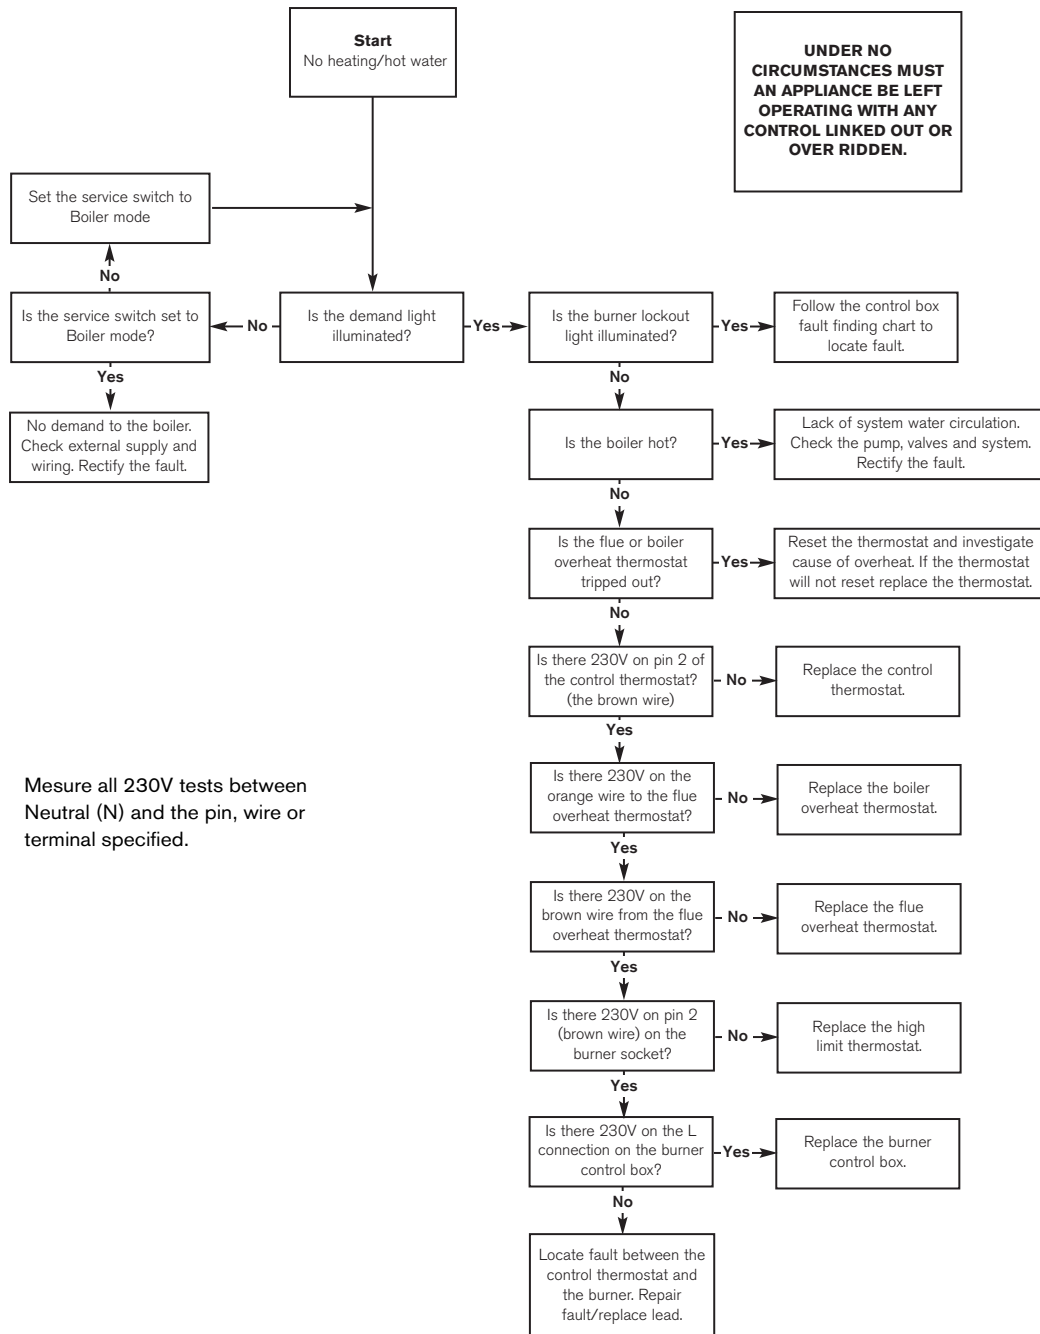 Start
No heating/hot water
UNDER NO
CIRCUMSTANCES MUST
AN APPLIANCE BE LEFT
OPERATING WITH ANY
CONTROL LINKED OUT OR
OVER RIDDEN.
Set the service switch to
Boiler mode
No
Is the service switch set to
Boiler mode?
No
Is the demand light
illuminated?
Yes
Is the burner lockout
light illuminated?
Yes
Follow the control box
fault finding chart to
locate fault.
Yes
No demand to the boiler.
Check external supply and
wiring. Rectify the fault.
No
Is the boiler hot?
Yes
Lack of system water circulation.
Check the pump, valves and system.
Rectify the fault.
No
Is the flue or boiler
overheat thermostat
tripped out?
Yes
Reset the thermostat and investigate
cause of overheat. If the thermostat
will not reset replace the thermostat.
No
Is there 230V on pin 2 of
the control thermostat?
(the brown wire)
No
Replace the control
thermostat.
Yes
Mesure all 230V tests between
Neutral (N) and the pin, wire or
terminal specified.
Is there 230V on the
orange wire to the flue
overheat thermostat?
No
Replace the boiler
overheat thermostat.
Yes
Is there 230V on the
brown wire from the flue
overheat thermostat?
No
Replace the flue
overheat thermostat.
Yes
Is there 230V on pin 2
(brown wire) on the
burner socket?
No
Replace the high
limit thermostat.
Yes
Is there 230V on the L
connection on the burner
control box?
Yes
Replace the burner
control box.
No
Locate fault between the
control thermostat and
the burner. Repair
fault/replace lead.